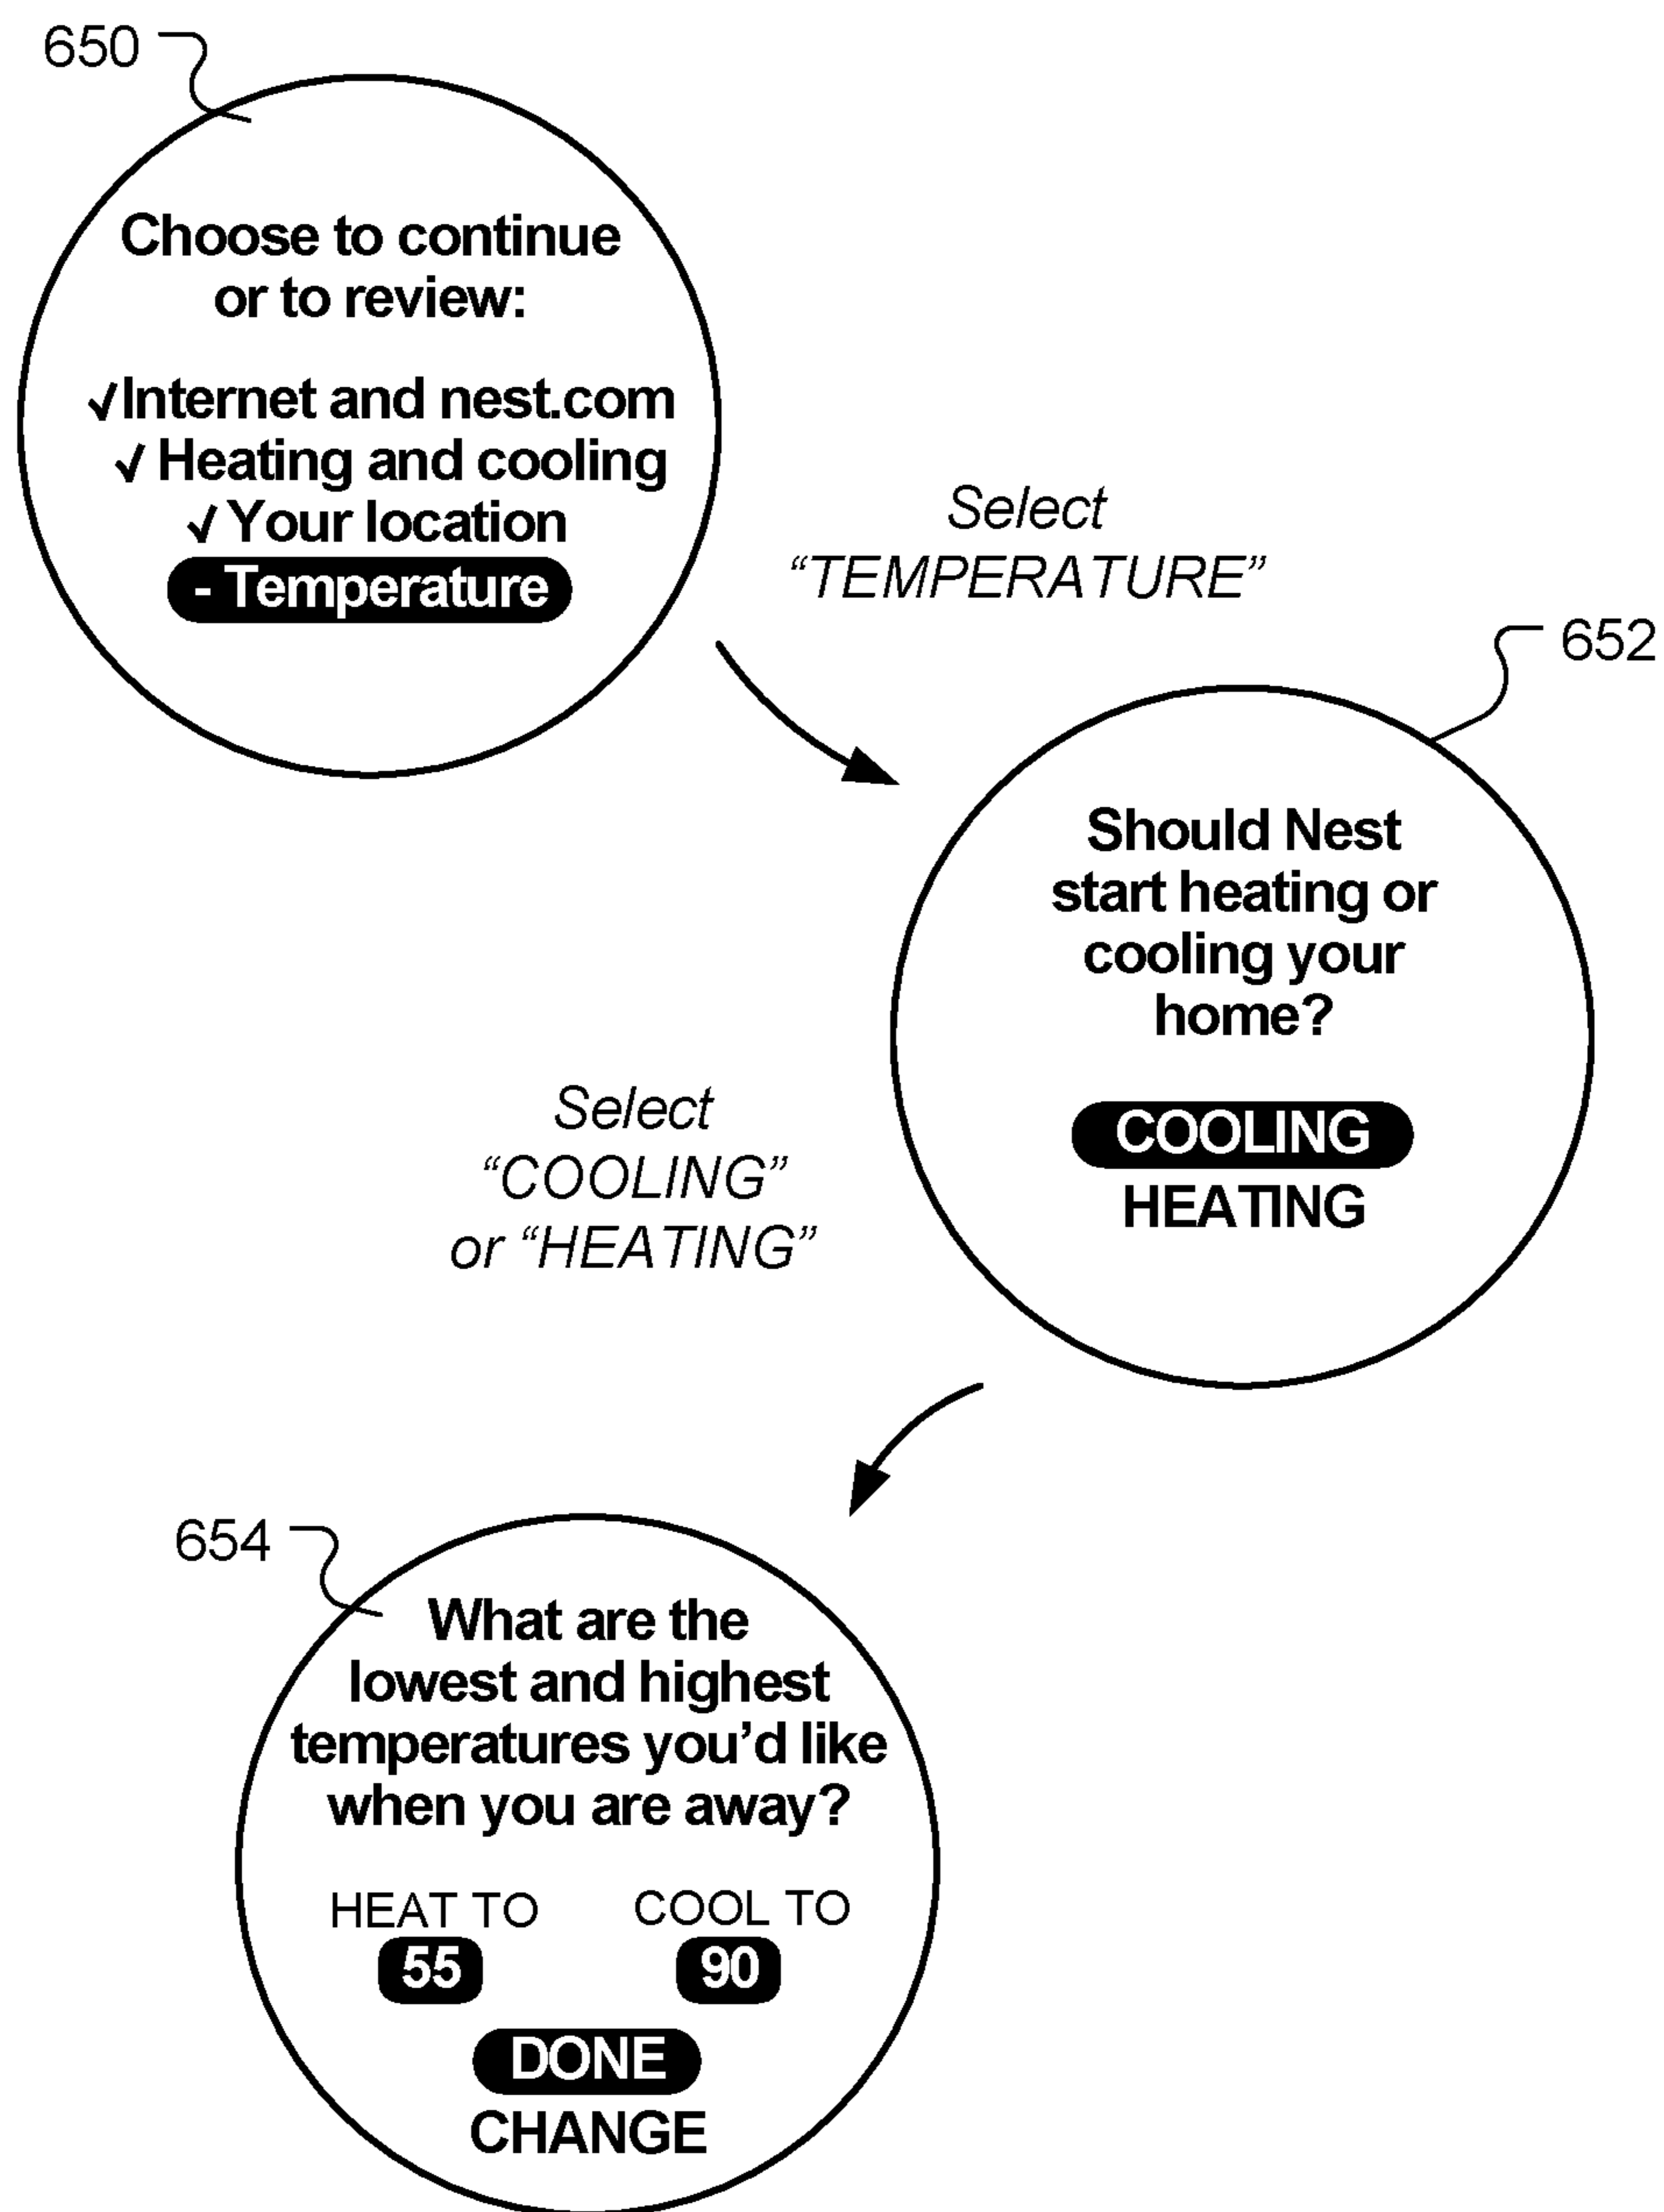 650
Choose to continue
or to review:
✓Internet and nest.com
✓ Heating and cooling
✓ Your location
- Temperature
Select
“TEMPERATURE”
652
Should Nest
start heating or
cooling your
home?
COOLING
HEATING
Select
“COOLING”
or “HEATING”
654
What are the
lowest and highest
temperatures you’d like
when you are away?
HEAT TO COOL TO
55 90
DONE
CHANGE